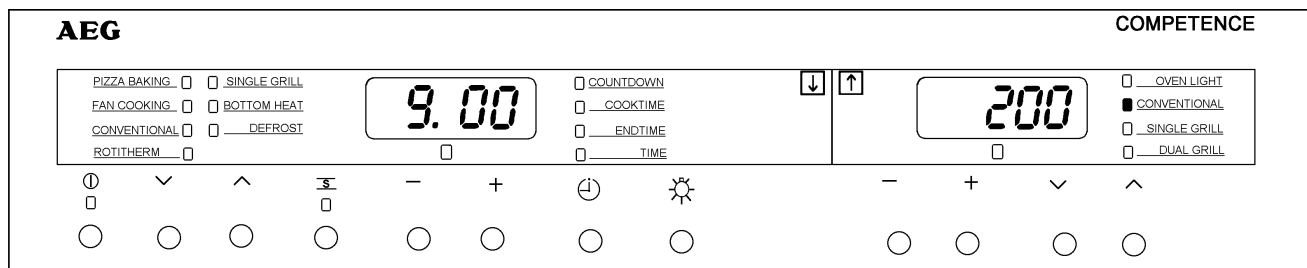 AEG
COMPETENCE
PIZZA BAKING
SINGLE GRILL
FAN COOKING
BOTTOM HEAT
CONVENTIONAL
DEFROST
ROTITHERM
9.00
COUNTDOWN
COOKTIME
ENDTIME
TIME
↓ ↑
200
OVEN LIGHT
CONVENTIONAL
SINGLE GRILL
DUAL GRILL
S
− +
− +